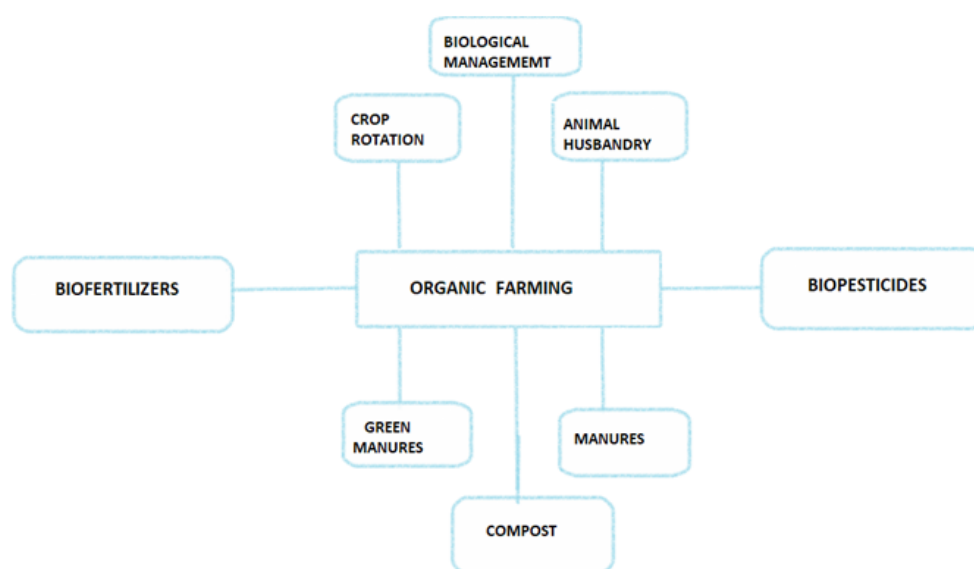 BIOLOGICAL
MANAGEMEMT
CROP
ROTATION
ANIMAL
HUSBANDRY
BIOFERTILIZERS
ORGANIC FARMING
BIOPESTICIDES
GREEN
MANURES
MANURES
COMPOST